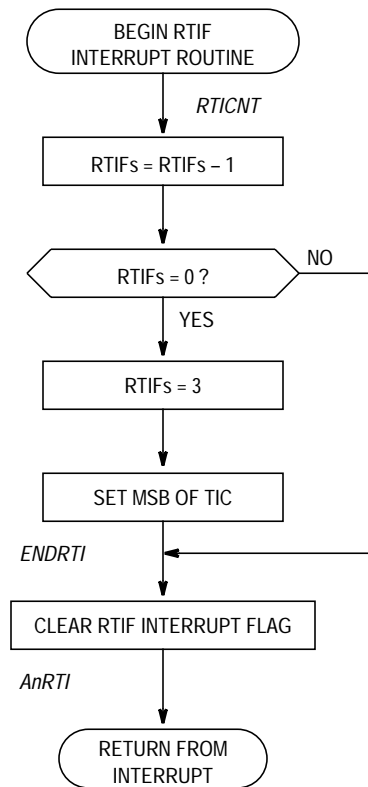 BEGIN RTIF
INTERRUPT ROUTINE
RTICNT
RTIFs = RTIFs – 1
RTIFs = 0 ?
NO
YES
RTIFs = 3
SET MSB OF TIC
ENDRTI
CLEAR RTIF INTERRUPT FLAG
AnRTI
RETURN FROM
INTERRUPT